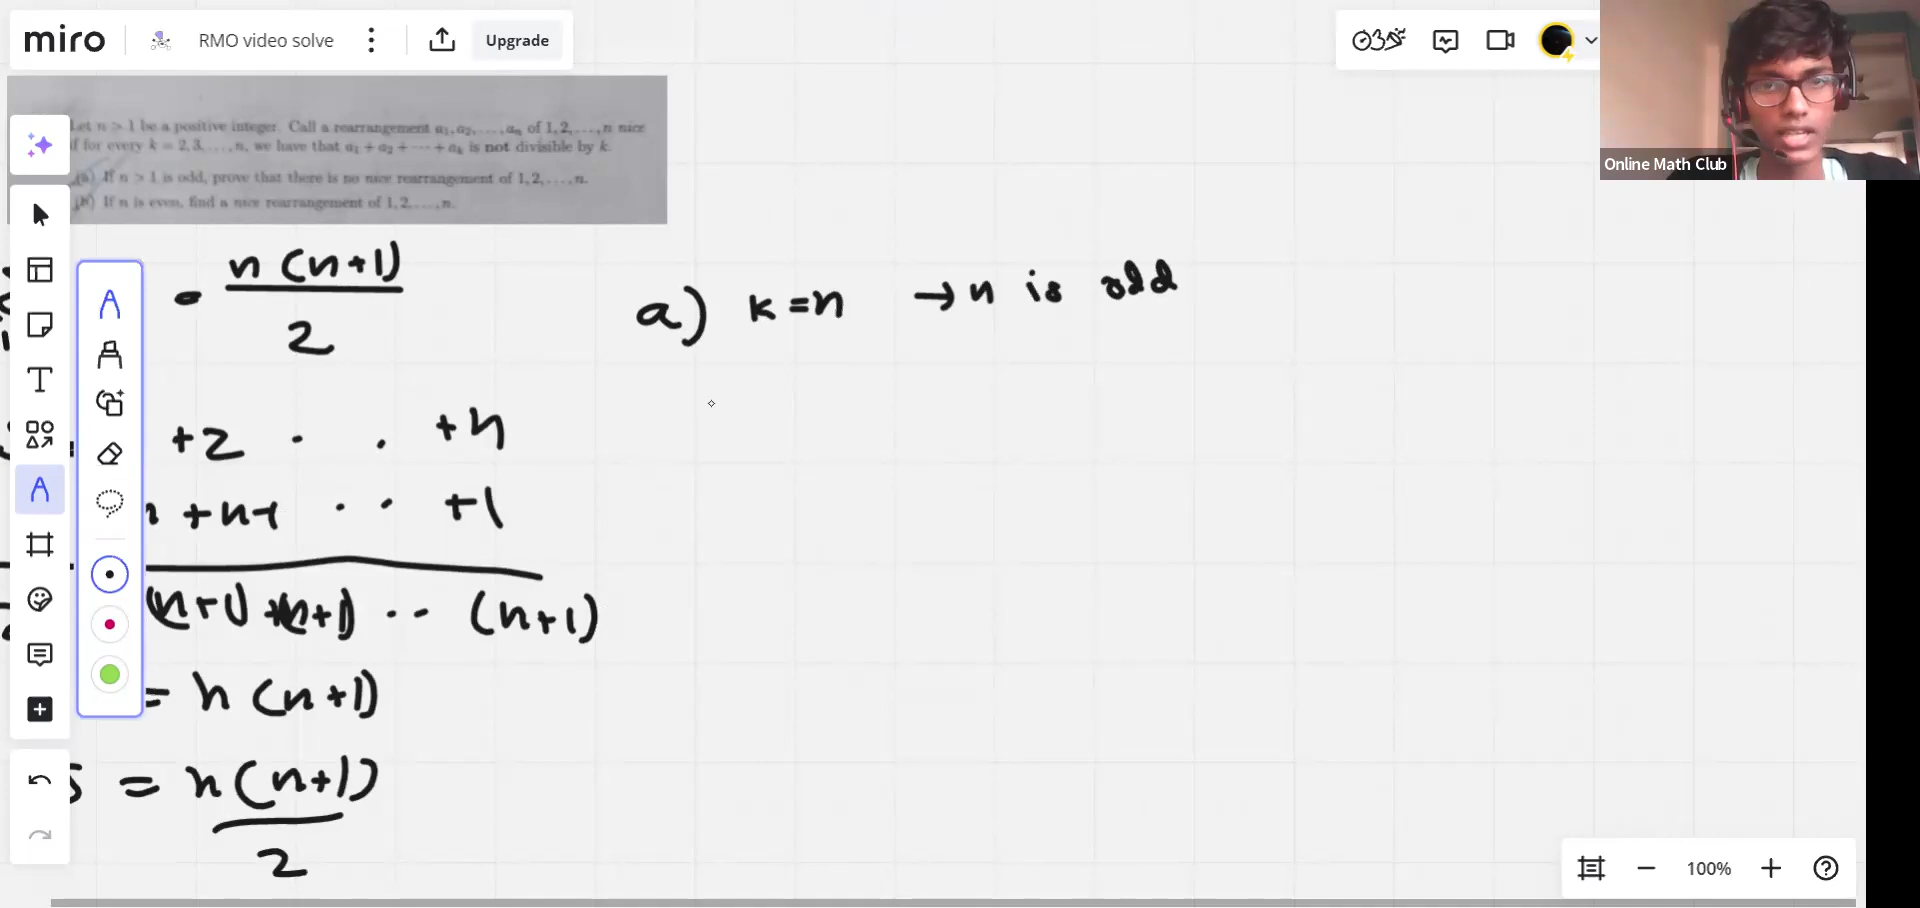 miro
RMO video solve
Upgrade
Let n > 1 be a positive integer. Call a rearrangement a₁, a₂, . . . , aₙ of 1, 2, . . . , n nice
if for every k = 2, 3, . . . , n, we have that a₁ + a₂ + ··· + aₖ is not divisible by k.
(a) If n > 1 is odd, prove that there is no nice rearrangement of 1, 2, . . . , n.
(b) If n is even, find a nice rearrangement of 1, 2, . . . , n.
Online Math Club
= n (n+1)
2
a) k = n → n is odd
+2 . . +n
n +n-1 . . +1
(n+1) +(n+1) .. (n+1)
= n (n+1)
S = n (n+1)
2
100%